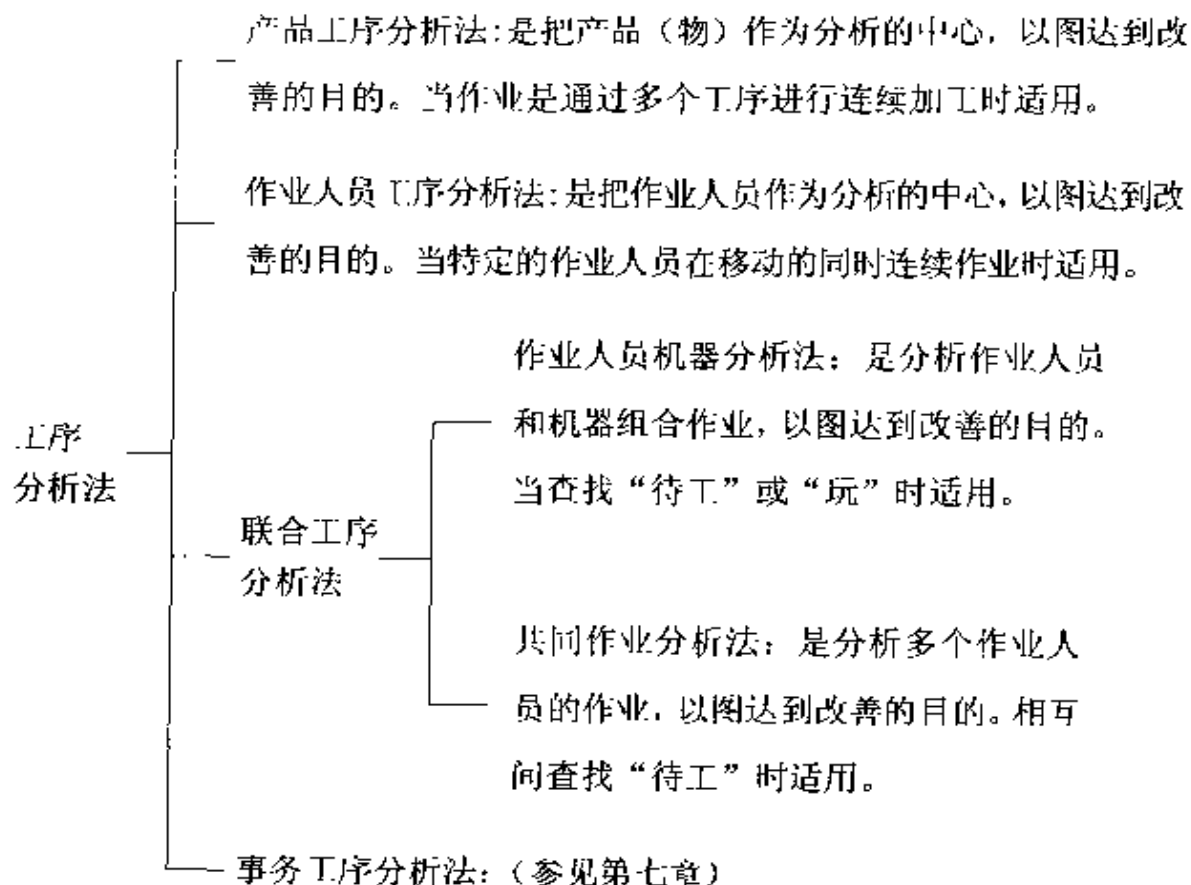 产品工序分析法:是把产品(物)作为分析的中心,以图达到改
善的目的。当作业是通过多个工序进行连续加工时适用。
作业人员工序分析法:是把作业人员作为分析的中心,以图达到改
善的目的。当特定的作业人员在移动的同时连续作业时适用。
工序
分析法
联合工序
分析法
作业人员机器分析法:是分析作业人员
和机器组合作业,以图达到改善的目的。
当查找“待工”或“玩”时适用。
共同作业分析法:是分析多个作业人
员的作业,以图达到改善的目的。相互
间查找“待工”时适用。
事务工序分析法:(参见第七章)